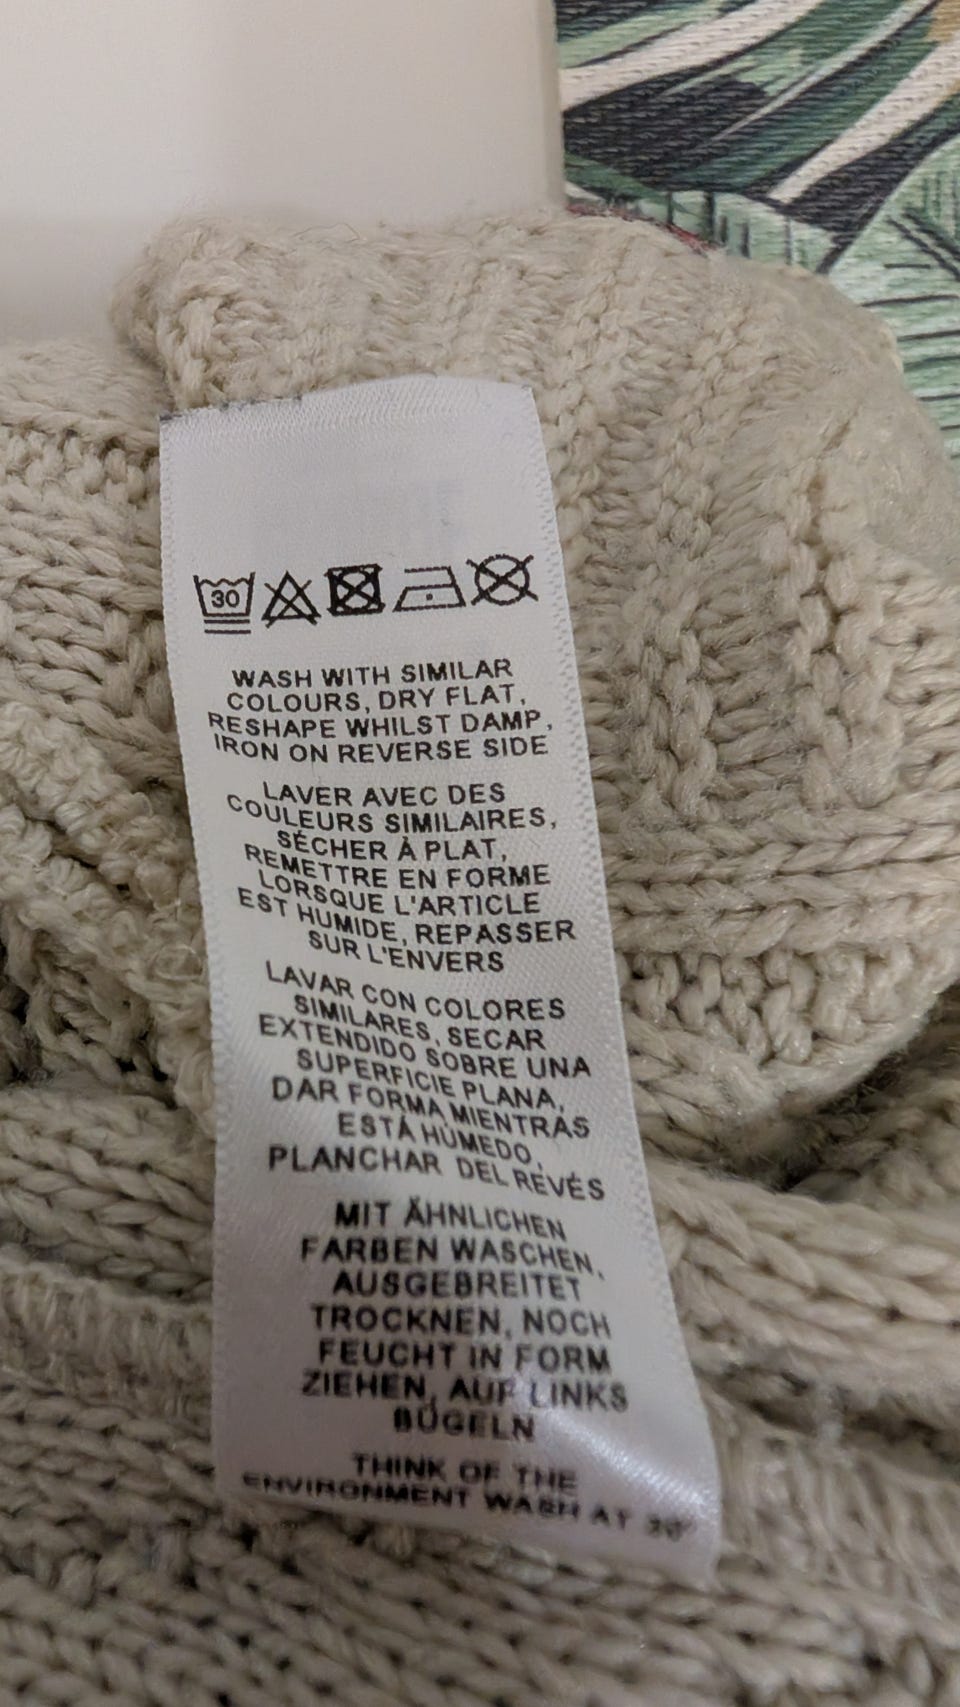 30
WASH WITH SIMILAR
COLOURS, DRY FLAT,
RESHAPE WHILST DAMP,
IRON ON REVERSE SIDE
LAVER AVEC DES
COULEURS SIMILAIRES,
SÉCHER À PLAT,
REMETTRE EN FORME
LORSQUE L'ARTICLE
EST HUMIDE, REPASSER
SUR L'ENVERS
LAVAR CON COLORES
SIMILARES, SECAR
EXTENDIDO SOBRE UNA
SUPERFICIE PLANA,
DAR FORMA MIENTRAS
ESTÁ HÚMEDO,
PLANCHAR DEL REVÉS
MIT ÄHNLICHEN
FARBEN WASCHEN,
AUSGEBREITET
TROCKNEN, NOCH
FEUCHT IN FORM
ZIEHEN, AUF LINKS
BÜGELN
THINK OF THE
ENVIRONMENT WASH AT 30°